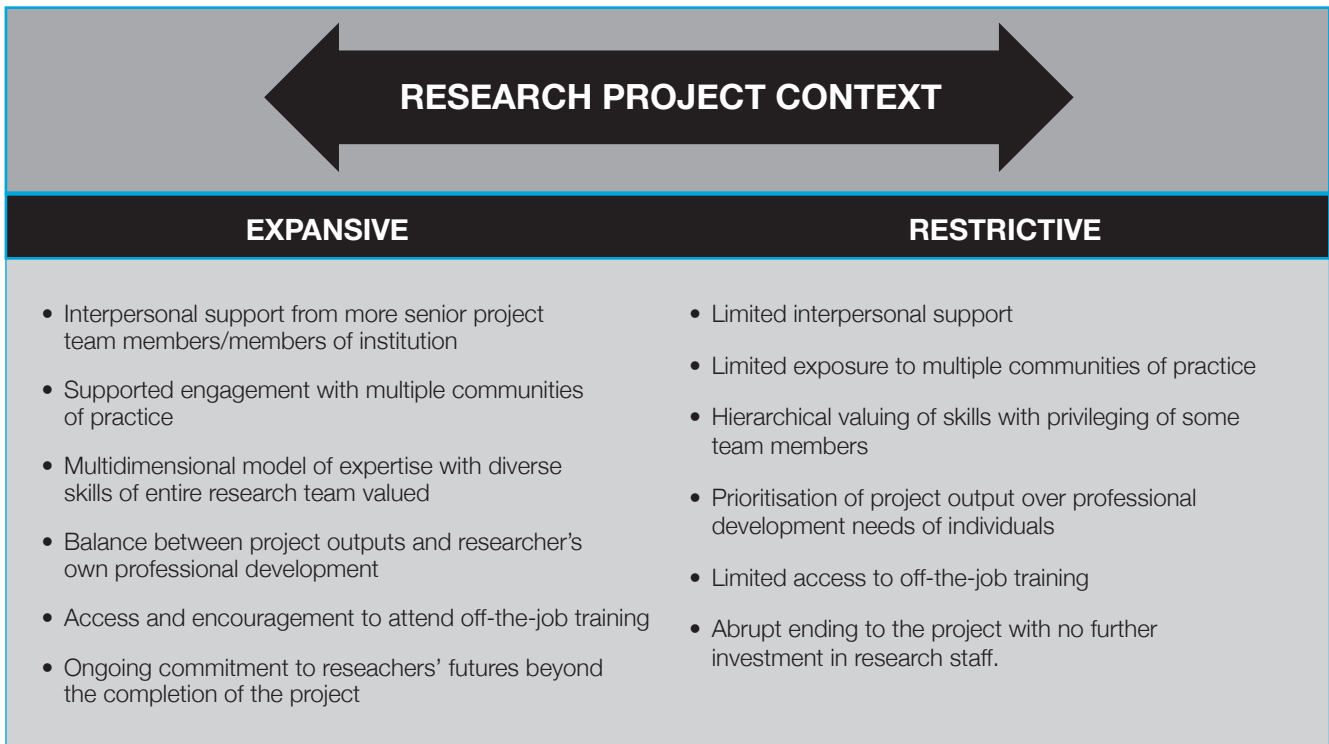 RESEARCH PROJECT CONTEXT
EXPANSIVE
• Interpersonal support from more senior project
team members/members of institution
• Supported engagement with multiple communities
of practice
• Multidimensional model of expertise with diverse
skills of entire research team valued
• Balance between project outputs and researcher’s
own professional development
• Access and encouragement to attend off-the-job training
• Ongoing commitment to reseachers’ futures beyond
the completion of the project
RESTRICTIVE
• Limited interpersonal support
• Limited exposure to multiple communities of practice
• Hierarchical valuing of skills with privileging of some
team members
• Prioritisation of project output over professional
development needs of individuals
• Limited access to off-the-job training
• Abrupt ending to the project with no further
investment in research staff.